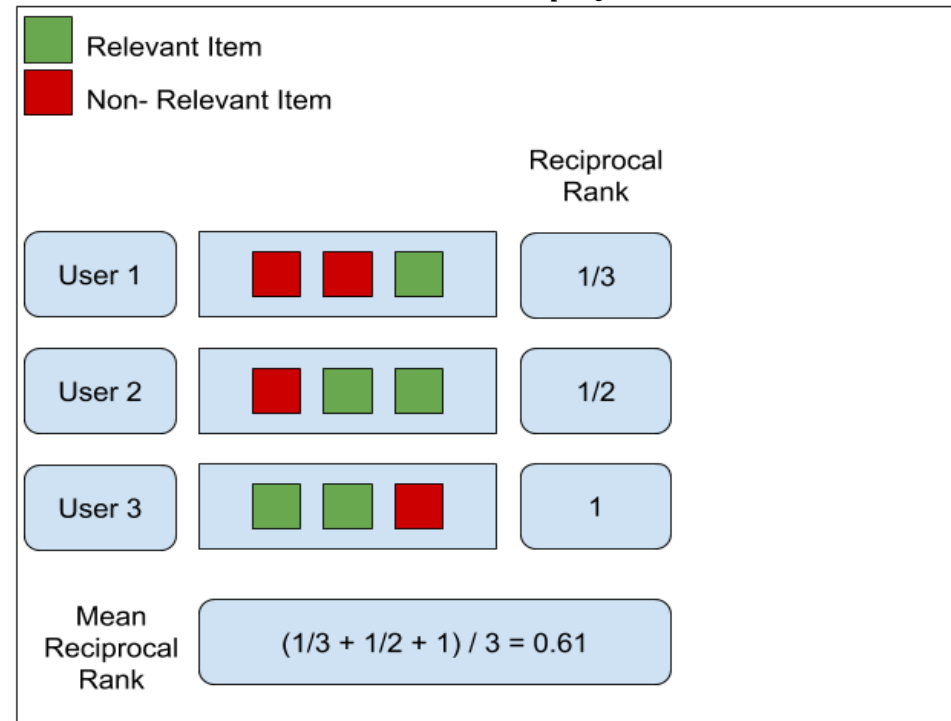 Relevant Item
Non- Relevant Item
Reciprocal
Rank
User 1
1/3
User 2
1/2
User 3
1
Mean
Reciprocal
Rank
(1/3 + 1/2 + 1) / 3 = 0.61